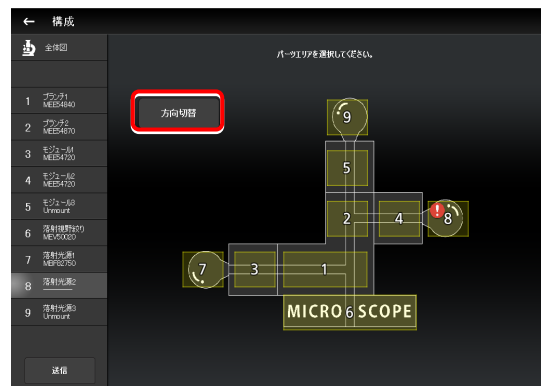 ← 構成
全体図
1 ブランチ1
MEE54840
2 ブランチ2
MEE54870
3 モジュール1
MEE54720
4 モジュール2
MEE54720
5 モジュール3
Unmount
6 落射視野絞り
MEV50020
7 落射光源1
MBF82750
8 落射光源2
9 落射光源3
Unmount
送信
パーツエリアを選択してください。
方向切替
9
5
2 4 8
7 3 1
MICRO 6 SCOPE